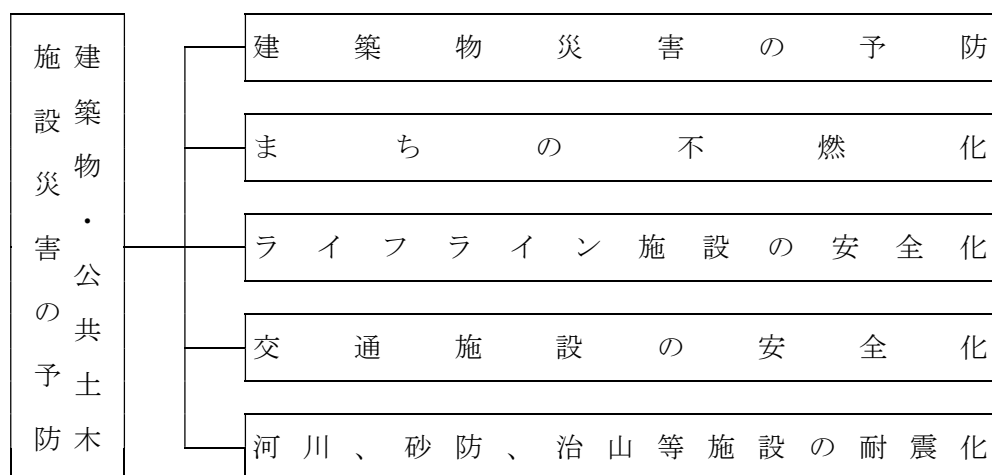 建築物・公共土木
施設災害の予防
建築物災害の予防
まちの不燃化
ライフライン施設の安全化
交通施設の安全化
河川、砂防、治山等施設の耐震化